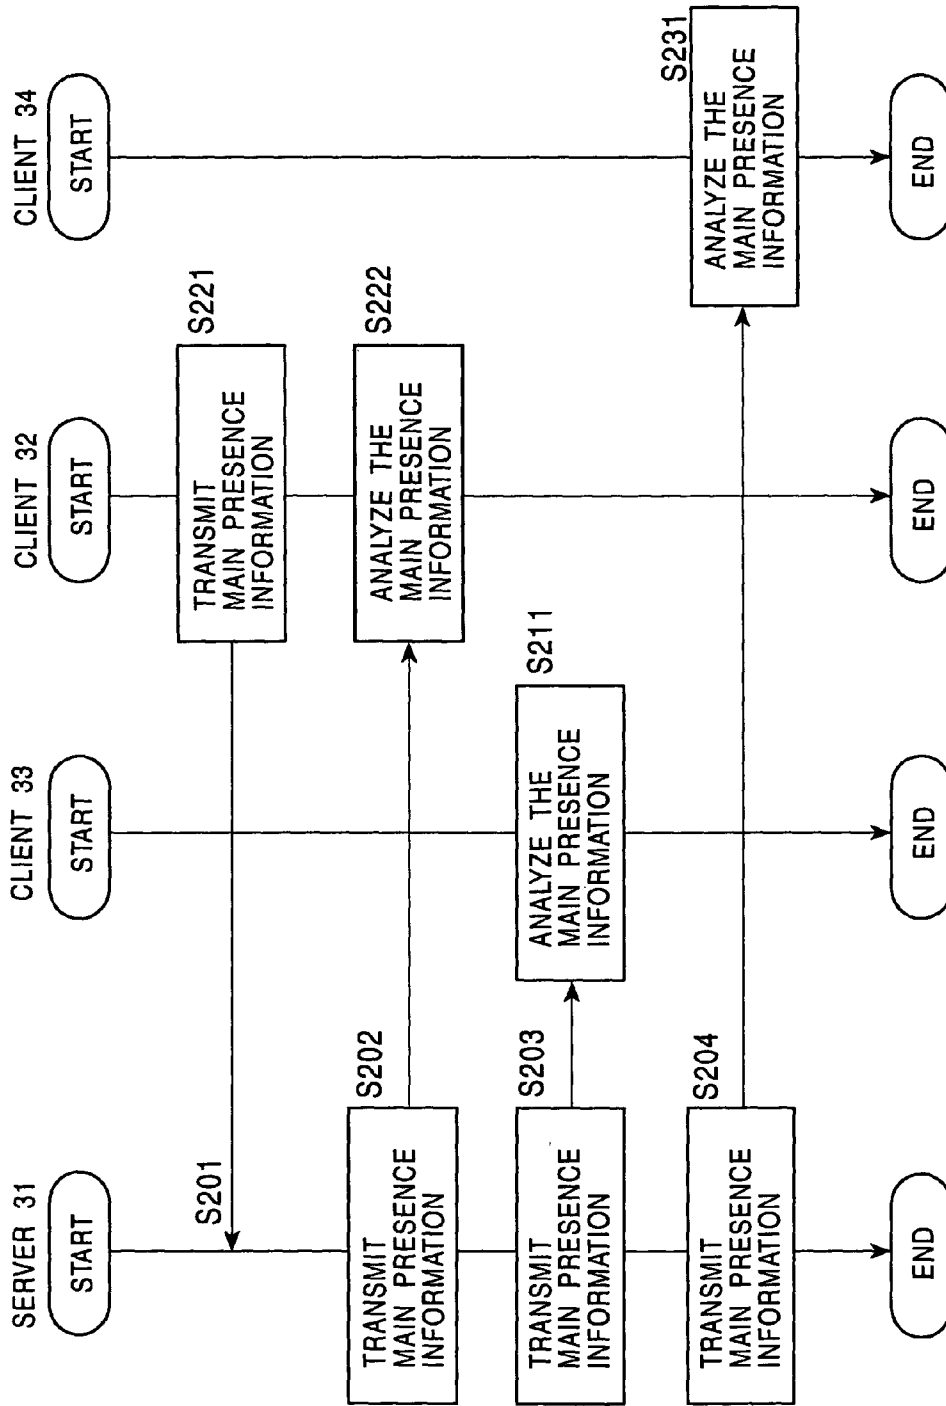 SERVER 31
START
S201
TRANSMIT
MAIN PRESENCE
INFORMATION
S202
TRANSMIT
MAIN PRESENCE
INFORMATION
S203
TRANSMIT
MAIN PRESENCE
INFORMATION
S204
END
CLIENT 33
START
ANALYZE THE
MAIN PRESENCE
INFORMATION
S211
END
CLIENT 32
START
TRANSMIT
MAIN PRESENCE
INFORMATION
S221
ANALYZE THE
MAIN PRESENCE
INFORMATION
S222
END
CLIENT 34
START
ANALYZE THE
MAIN PRESENCE
INFORMATION
S231
END